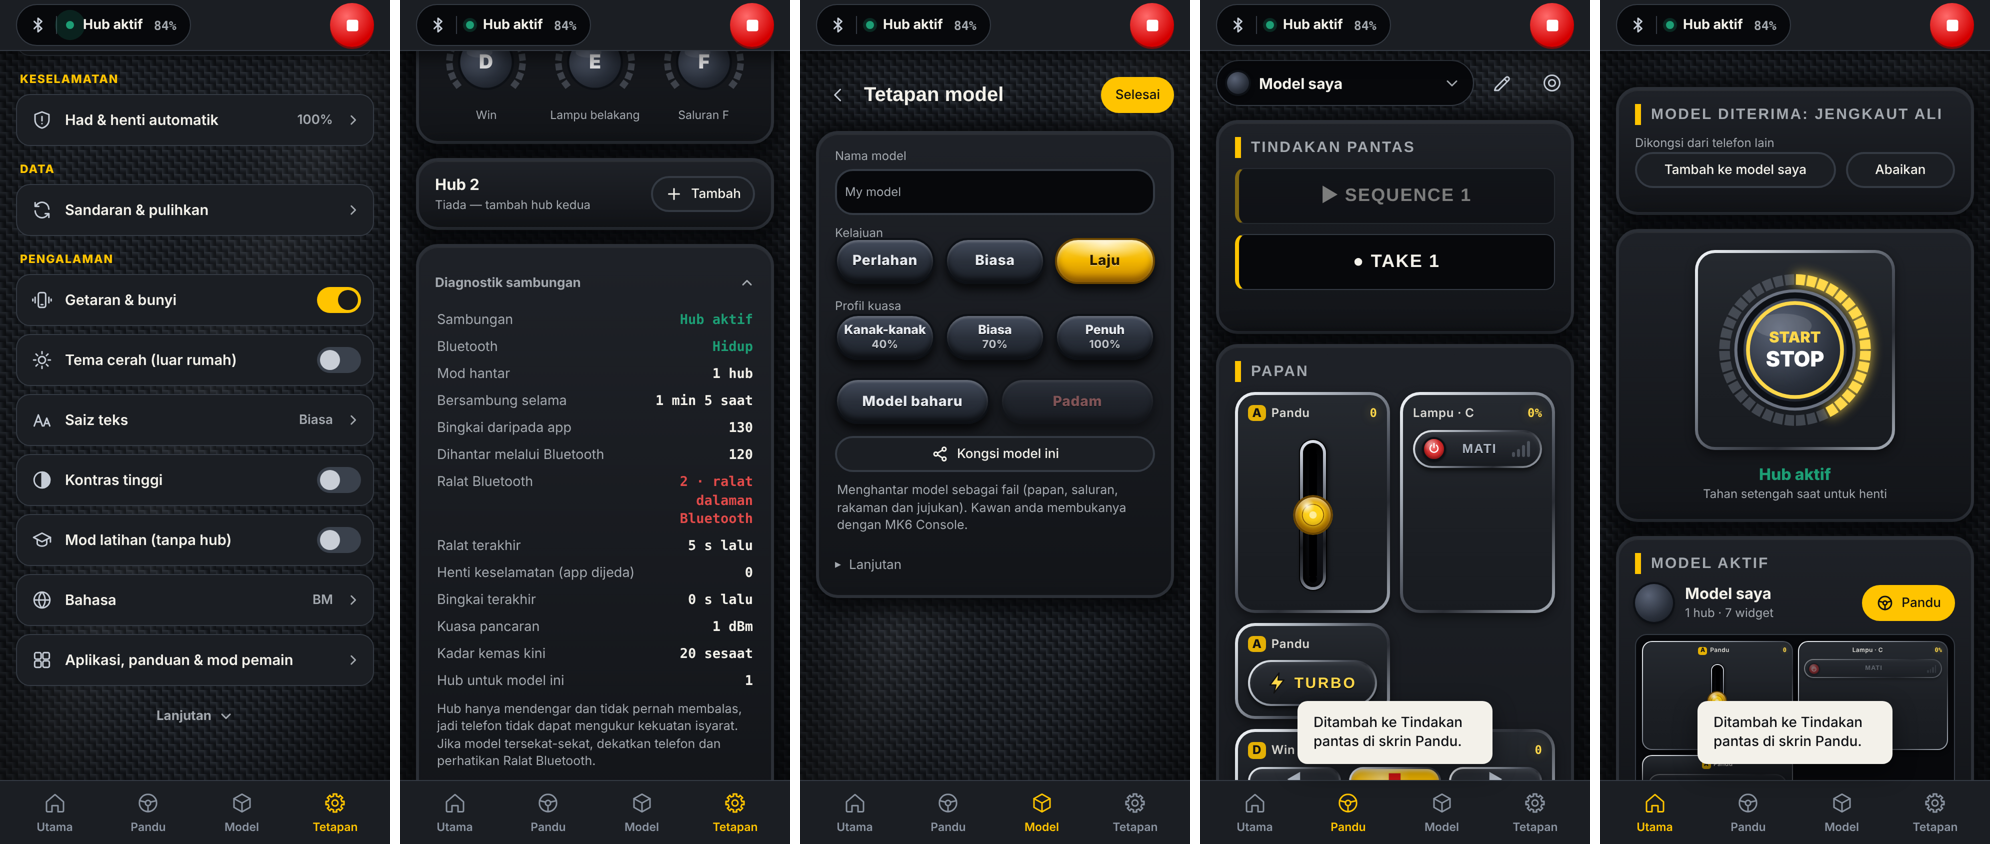 Hub aktif 84%
KESELAMATAN
Had & henti automatik 100%
DATA
Sandaran & pulihkan
PENGALAMAN
Getaran & bunyi
Tema cerah (luar rumah)
Saiz teks Biasa
Kontras tinggi
Mod latihan (tanpa hub)
Bahasa BM
Aplikasi, panduan & mod pemain
Lanjutan
Utama Pandu Model Tetapan
Hub aktif 84%
D E F
Win Lampu belakang Saluran F
Hub 2
Tiada — tambah hub kedua
Tambah
Diagnostik sambungan
Sambungan Hub aktif
Bluetooth Hidup
Mod hantar 1 hub
Bersambung selama 1 min 5 saat
Bingkai daripada app 130
Dihantar melalui Bluetooth 120
Ralat Bluetooth 2 · ralat
dalaman
Bluetooth
Ralat terakhir 5 s lalu
Henti keselamatan (app dijeda) 0
Bingkai terakhir 0 s lalu
Kuasa pancaran 1 dBm
Kadar kemas kini 20 sesaat
Hub untuk model ini 1
Hub hanya mendengar dan tidak pernah membalas,
jadi telefon tidak dapat mengukur kekuatan isyarat.
Jika model tersekat-sekat, dekatkan telefon dan
perhatikan Ralat Bluetooth.
Utama Pandu Model Tetapan
Hub aktif 84%
Tetapan model Selesai
Nama model
My model
Kelajuan
Perlahan Biasa Laju
Profil kuasa
Kanak-kanak Biasa Penuh
40% 70% 100%
Model baharu Padam
Kongsi model ini
Menghantar model sebagai fail (papan, saluran,
rakaman dan jujukan). Kawan anda membukanya
dengan MK6 Console.
▸ Lanjutan
Utama Pandu Model Tetapan
Hub aktif 84%
Model saya
TINDAKAN PANTAS
▶ SEQUENCE 1
● TAKE 1
PAPAN
A Pandu 0
Lampu · C 0%
MATI
A Pandu
TURBO
D Win 0
Ditambah ke Tindakan
pantas di skrin Pandu.
Utama Pandu Model Tetapan
Hub aktif 84%
MODEL DITERIMA: JENGKAUT ALI
Dikongsi dari telefon lain
Tambah ke model saya Abaikan
START
STOP
Hub aktif
Tahan setengah saat untuk henti
MODEL AKTIF
Model saya
1 hub · 7 widget
Pandu
A Pandu 0
Lampu · C 0%
MATI
Ditambah ke Tindakan
pantas di skrin Pandu.
Utama Pandu Model Tetapan